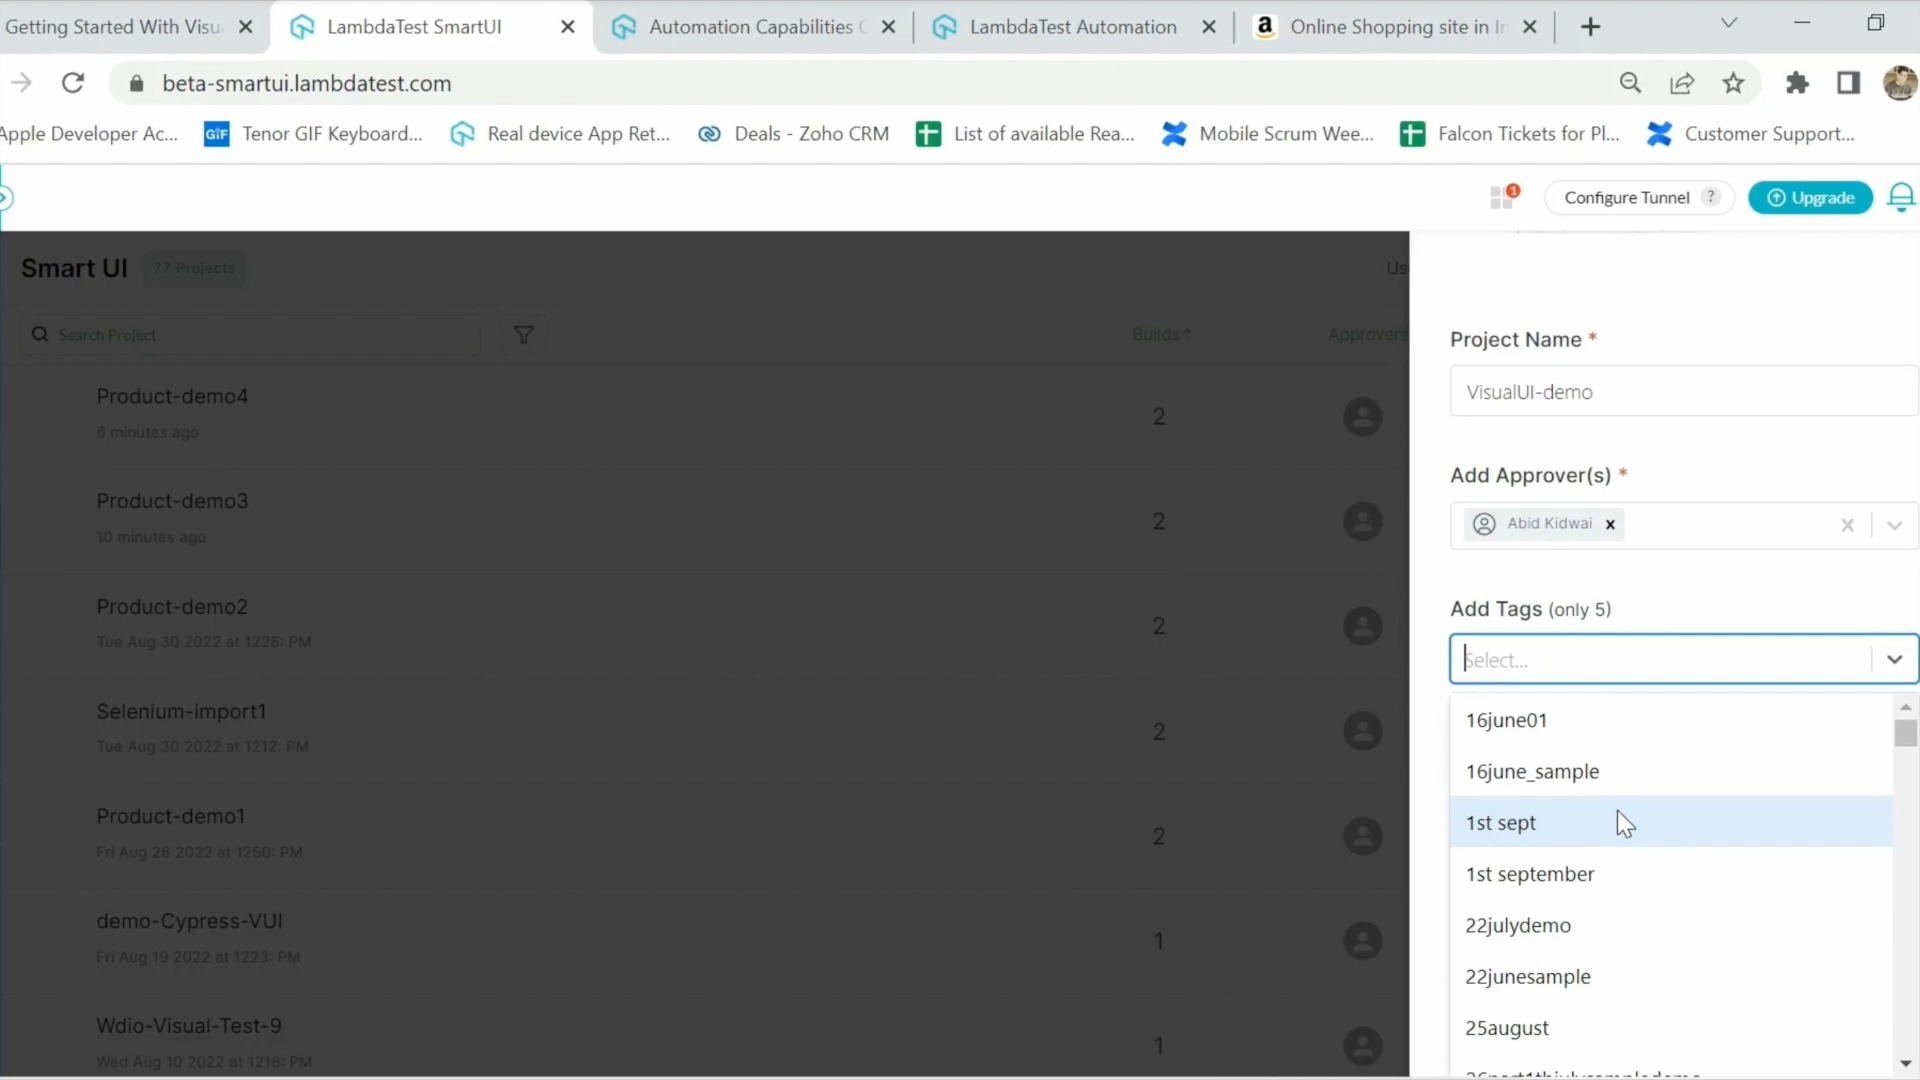 Getting Started With Visu
LambdaTest SmartUI
Automation Capabilities
LambdaTest Automation
Online Shopping site in In
beta-smartui.lambdatest.com
Apple Developer Ac...
GIF
Tenor GIF Keyboard...
Real device App Ret...
Deals - Zoho CRM
List of available Rea...
Mobile Scrum Wee...
Falcon Tickets for Pl...
Customer Support...
1
Configure Tunnel ?
Upgrade
Smart UI
77 Projects
Search Project
Builds↑
Approvers
Product-demo4
6 minutes ago
2
Product-demo3
10 minutes ago
2
Product-demo2
Tue Aug 30 2022 at 1226: PM
2
Selenium-import1
Tue Aug 30 2022 at 1212: PM
2
Product-demo1
Fri Aug 26 2022 at 1250: PM
2
demo-Cypress-VUI
Fri Aug 19 2022 at 1223: PM
1
Wdio-Visual-Test-9
Wed Aug 10 2022 at 1218: PM
1
Project Name *
VisualUI-demo
Add Approver(s) *
Abid Kidwai
Add Tags (only 5)
Select...
16june01
16june_sample
1st sept
1st september
22julydemo
22junesample
25august